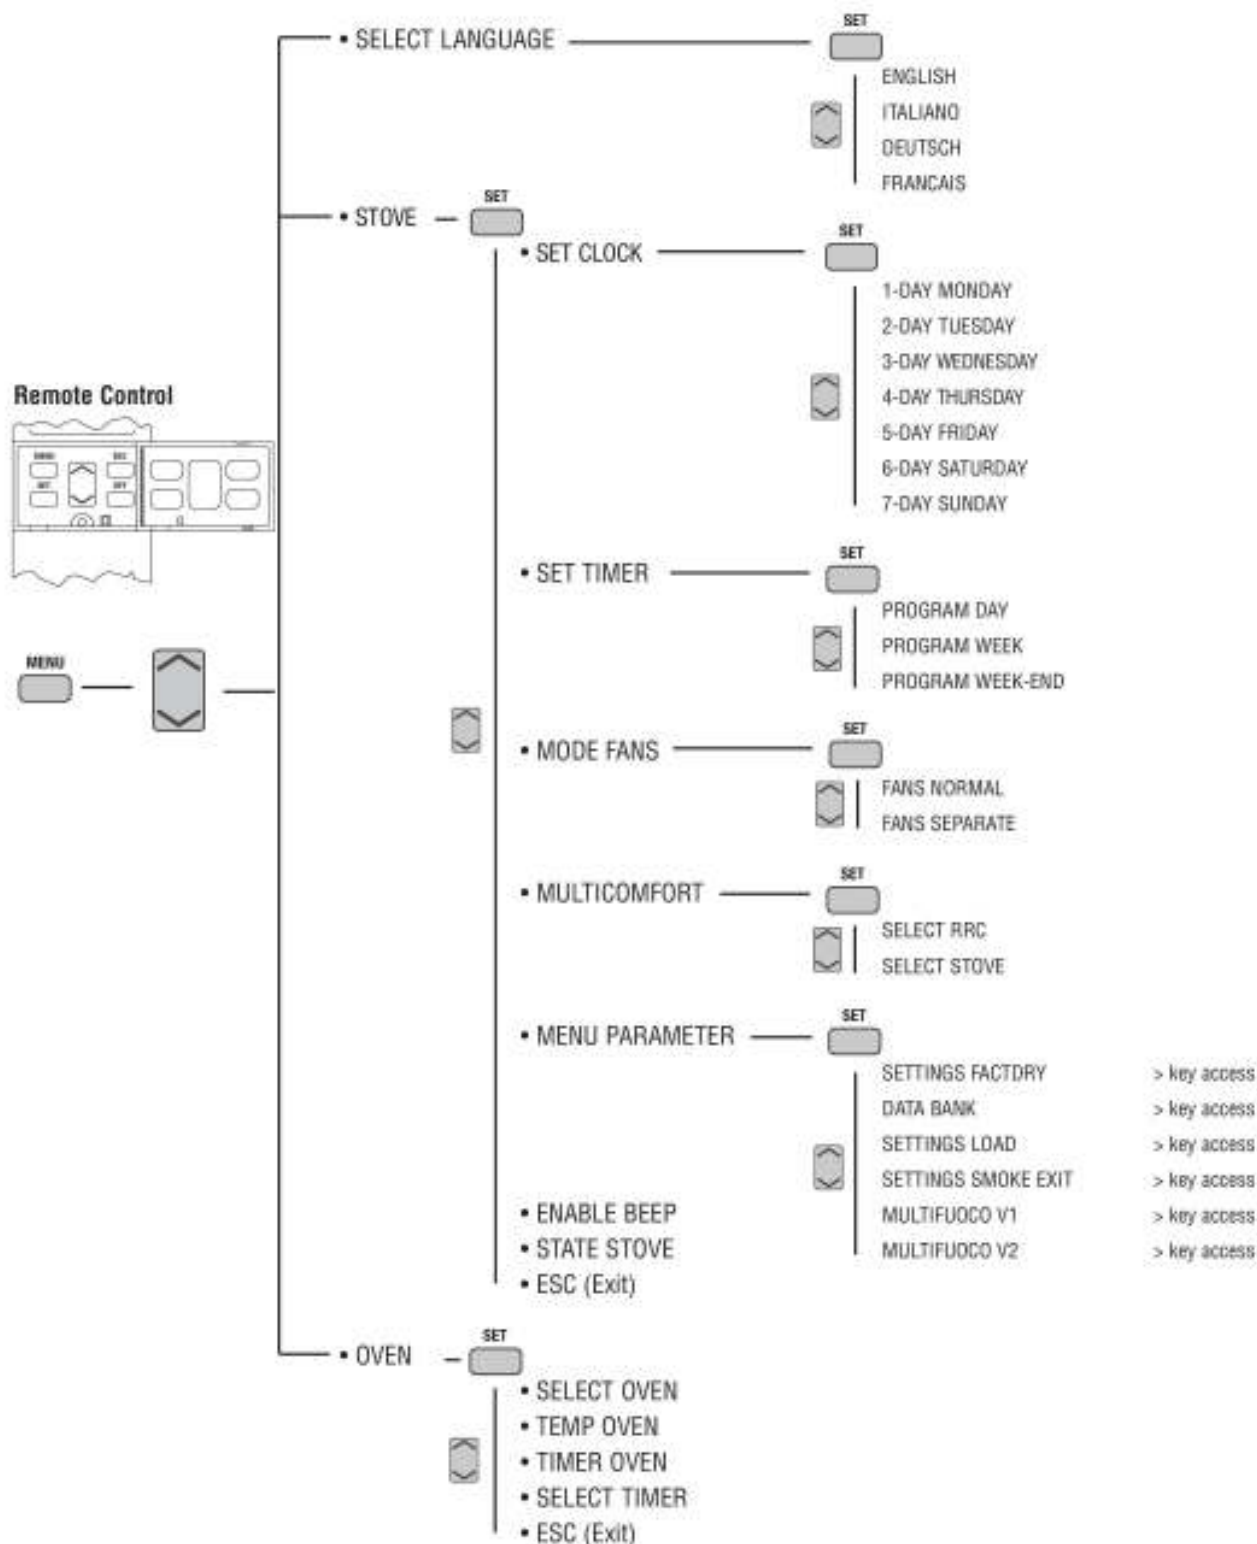 • SELECT LANGUAGE
SET
ENGLISH
ITALIANO
DEUTSCH
FRANCAIS
• STOVE
SET
• SET CLOCK
SET
1-DAY MONDAY
2-DAY TUESDAY
3-DAY WEDNESDAY
4-DAY THURSDAY
5-DAY FRIDAY
6-DAY SATURDAY
7-DAY SUNDAY
Remote Control
MENU
ESC
SET
OFF
• SET TIMER
SET
PROGRAM DAY
PROGRAM WEEK
PROGRAM WEEK-END
MENU
• MODE FANS
SET
FANS NORMAL
FANS SEPARATE
• MULTICOMFORT
SET
SELECT RRC
SELECT STOVE
• MENU PARAMETER
SET
SETTINGS FACTDRY > key access
DATA BANK > key access
SETTINGS LOAD > key access
SETTINGS SMOKE EXIT > key access
MULTIFUOCO V1 > key access
MULTIFUOCO V2 > key access
• ENABLE BEEP
• STATE STOVE
• ESC (Exit)
• OVEN
SET
• SELECT OVEN
• TEMP OVEN
• TIMER OVEN
• SELECT TIMER
• ESC (Exit)